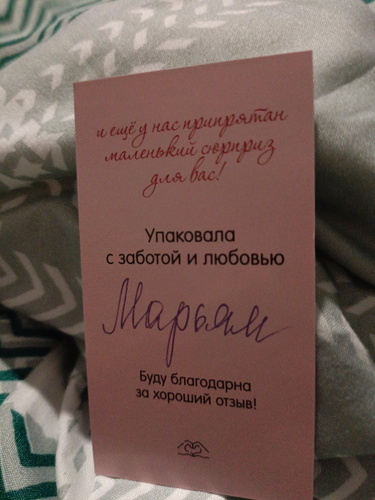 и ещё у нас припрятан
маленький сюрприз
для вас!
Упаковала
с заботой и любовью
Марьям
Буду благодарна
за хороший отзыв!